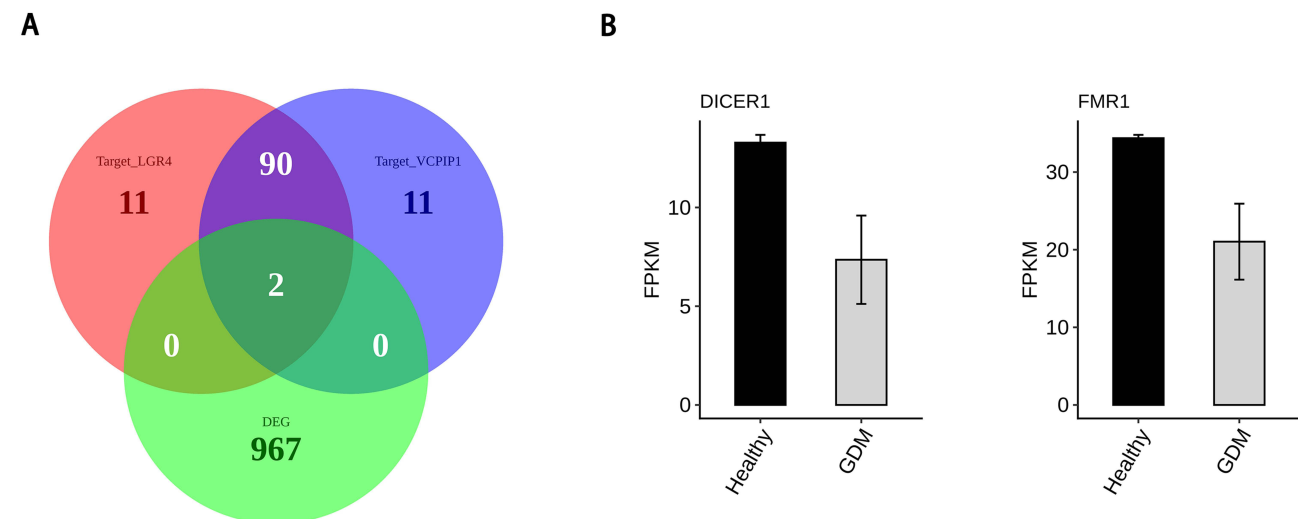 A
Target_LGR4
11
90
Target_VCPIP1
11
2
0
0
DEG
967
B
DICER1
FPKM
10
5
0
Healthy
GDM
FMR1
FPKM
30
20
10
0
Healthy
GDM